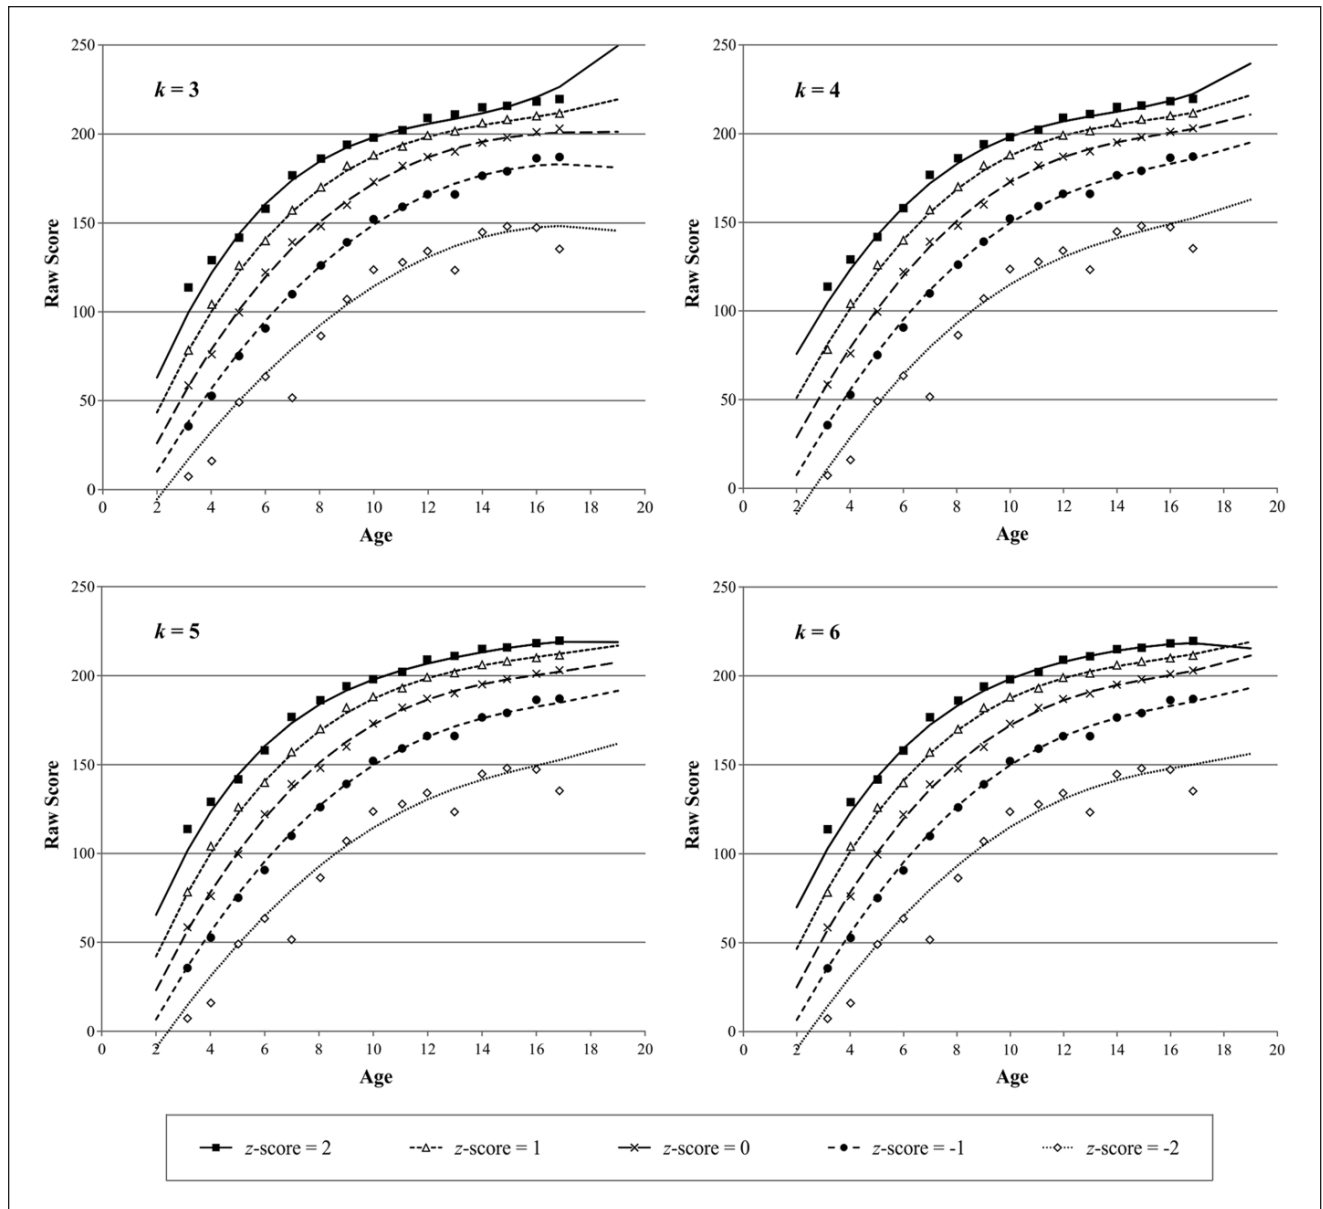 k = 3
250
200
150
100
50
0
Raw Score
0 2 4 6 8 10 12 14 16 18 20
Age
k = 4
250
200
150
100
50
0
Raw Score
0 2 4 6 8 10 12 14 16 18 20
Age
k = 5
250
200
150
100
50
0
Raw Score
0 2 4 6 8 10 12 14 16 18 20
Age
k = 6
250
200
150
100
50
0
Raw Score
0 2 4 6 8 10 12 14 16 18 20
Age
z-score = 2 z-score = 1 z-score = 0 z-score = -1 z-score = -2